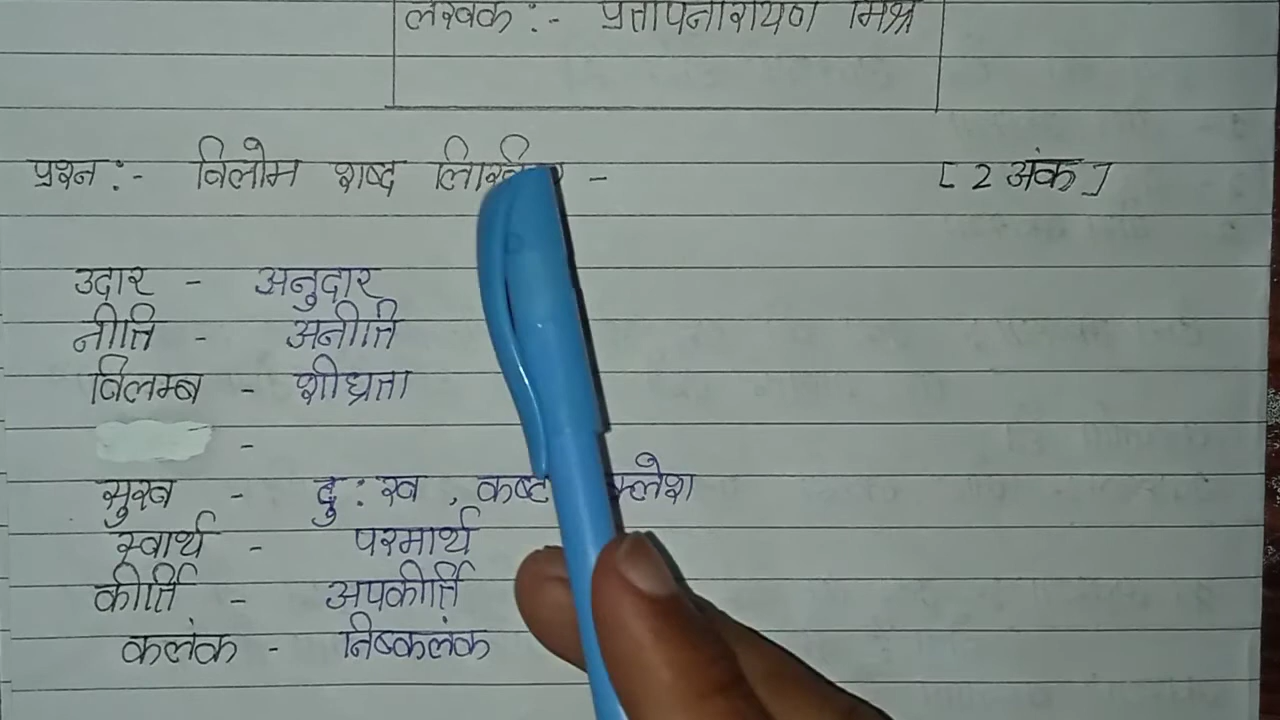 लेखक :- प्रतापनारायण मिश्र
प्रश्न :- विलोम शब्द - [ 2 अंक ]
उदार - अनुदार
नीति - अनीति
विलम्ब - शीघ्रता
-
सुख - दु:ख , कष्ट क्लेश
स्वार्थ - परमार्थ
कीर्ति - अपकीर्ति
कलंक - निष्कलंक